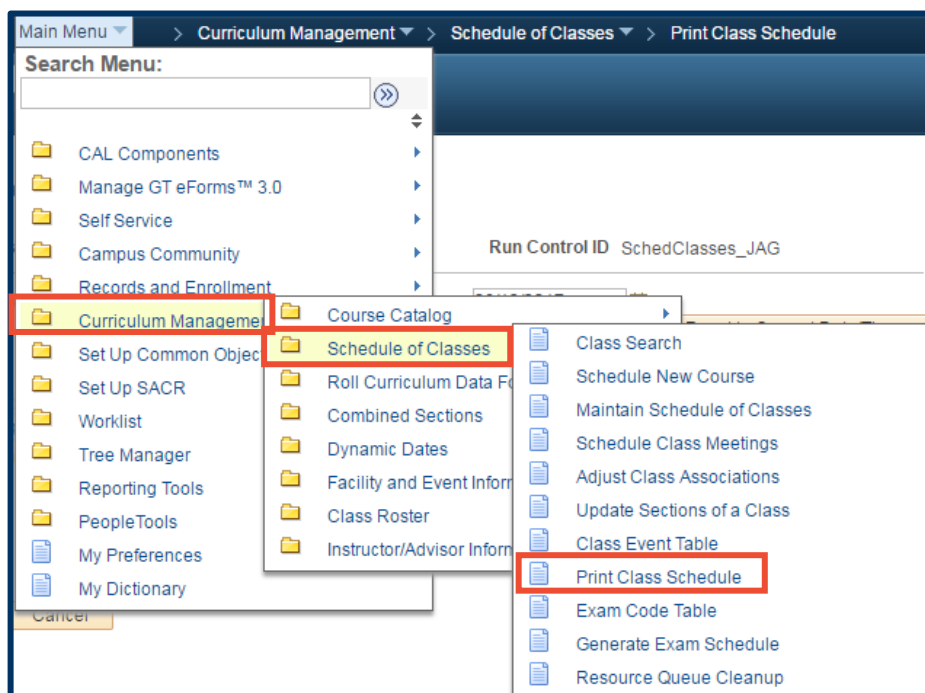 Main Menu > Curriculum Management > Schedule of Classes > Print Class Schedule
Search Menu:
CAL Components
Manage GT eForms™ 3.0
Self Service
Campus Community
Records and Enrollment
Curriculum Managemen
Set Up Common Object
Set Up SACR
Worklist
Tree Manager
Reporting Tools
PeopleTools
My Preferences
My Dictionary
Cancel
Run Control ID SchedClasses_JAG
Course Catalog
Schedule of Classes
Roll Curriculum Data Fo
Combined Sections
Dynamic Dates
Facility and Event Inforr
Class Roster
Instructor/Advisor Inforn
Class Search
Schedule New Course
Maintain Schedule of Classes
Schedule Class Meetings
Adjust Class Associations
Update Sections of a Class
Class Event Table
Print Class Schedule
Exam Code Table
Generate Exam Schedule
Resource Queue Cleanup